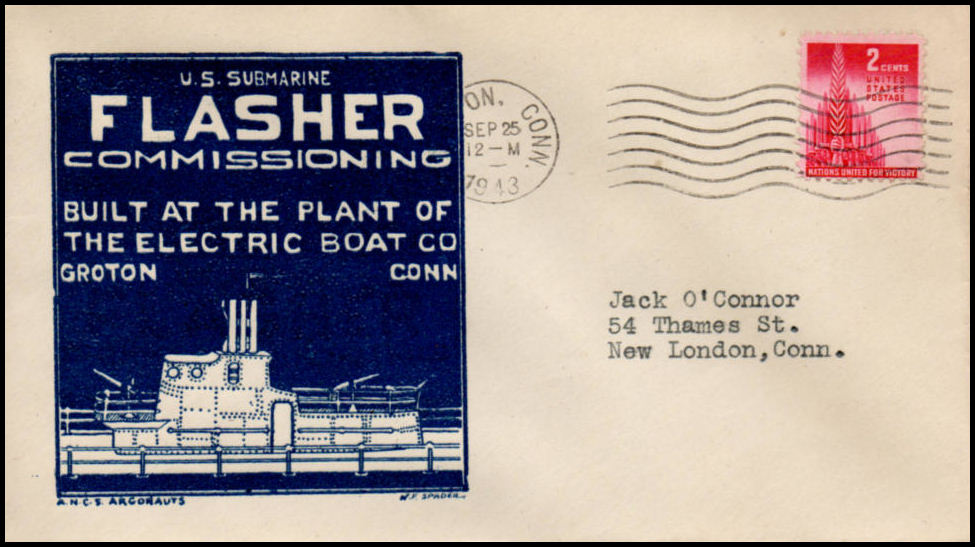 U.S. SUBMARINE
FLASHER
COMMISSIONING
BUILT AT THE PLANT OF
THE ELECTRIC BOAT CO
GROTON CONN
A.N.C.S. ARGONAUTS
W.F. SPADER
ON, CONN.
SEP 25
12-M
1943
2 CENTS
UNITED
STATES
POSTAGE
NATIONS UNITED FOR VICTORY
Jack O'Connor
54 Thames St.
New London,Conn.